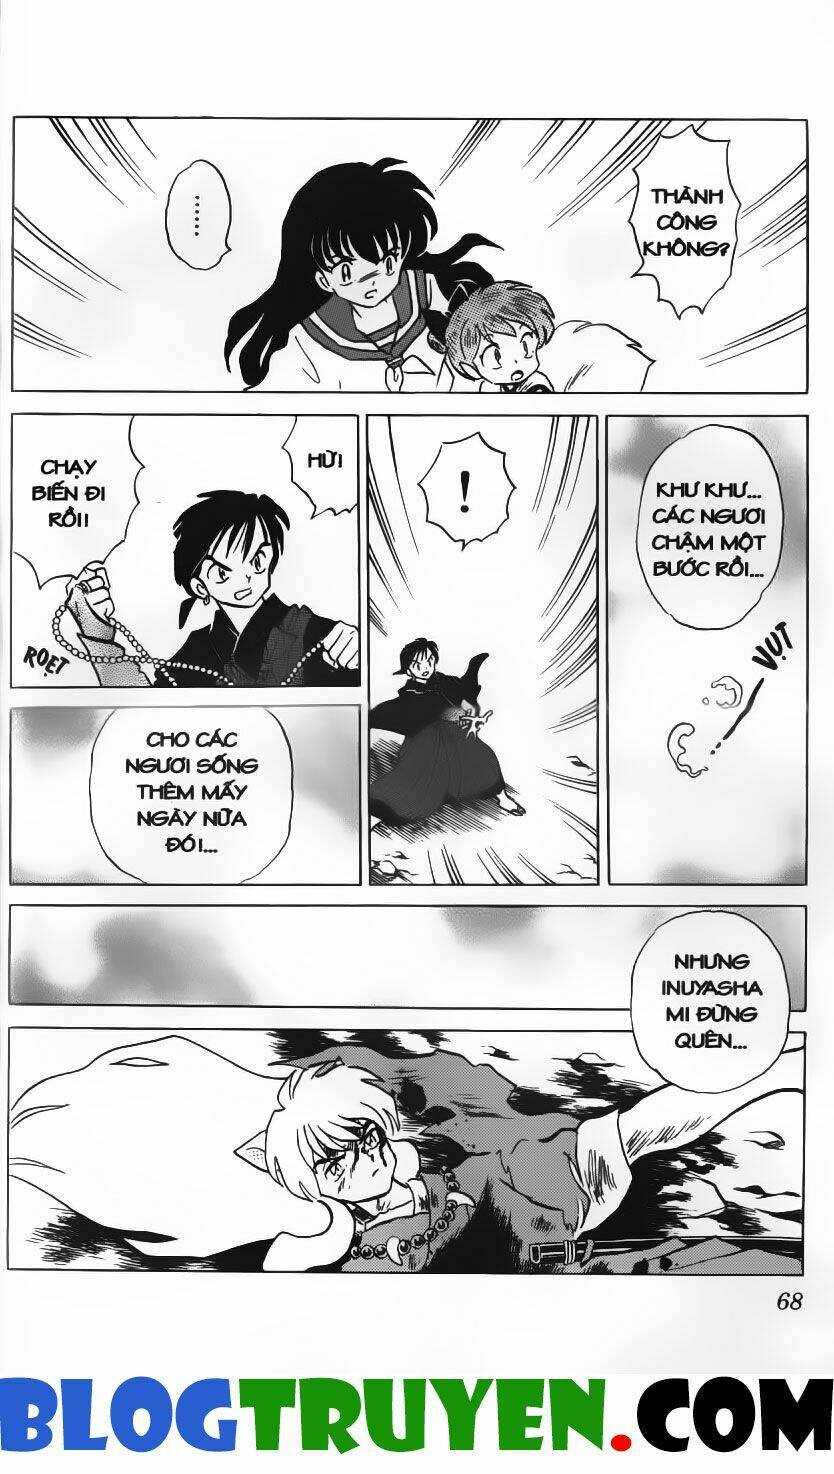 THÀNH
CÔNG
KHÔNG?
......
KHƯ KHƯ...
CÁC NGƯƠI
CHẬM MỘT
BƯỚC RỒI...
VỤT
!
HỪ!
CHẠY
BIẾN ĐI
RỒI!
ROẸT
CHO CÁC
NGƯƠI SỐNG
THÊM MẤY
NGÀY NỮA
ĐÓ!...
NHƯNG
INUYASHA
MI ĐỪNG
QUÊN...
68
BLOGTRUYEN.COM